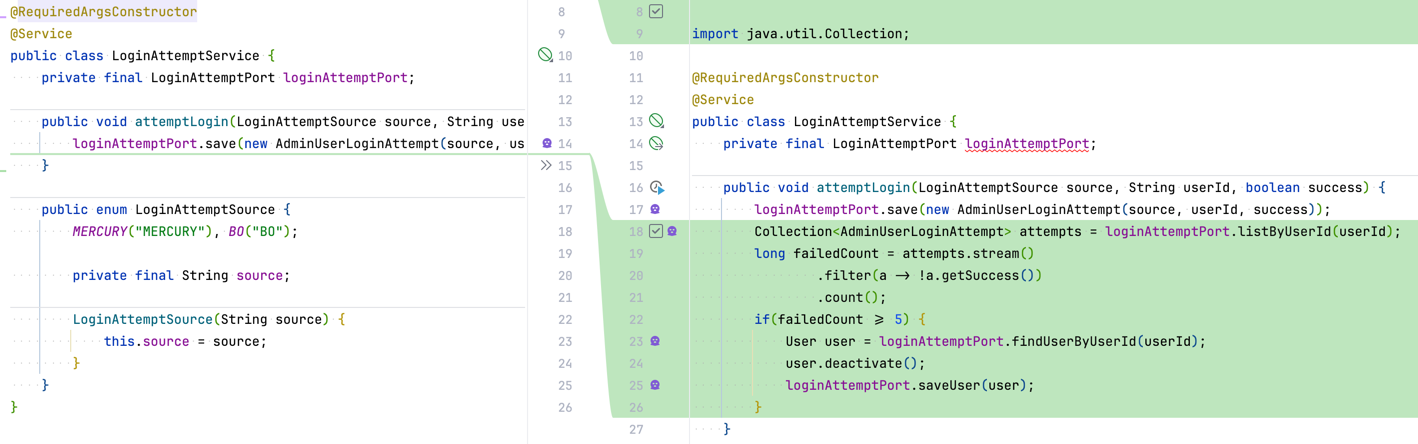 @RequiredArgsConstructor
@Service
public class LoginAttemptService {
private final LoginAttemptPort loginAttemptPort;
public void attemptLogin(LoginAttemptSource source, String use
loginAttemptPort.save(new AdminUserLoginAttempt(source, us
}
public enum LoginAttemptSource {
MERCURY("MERCURY"), BO("BO");
private final String source;
LoginAttemptSource(String source) {
this.source = source;
}
}
}
8
9
10
11
12
13
14
15
16
17
18
19
20
21
22
23
24
25
26
8
9 import java.util.Collection;
10
11 @RequiredArgsConstructor
12 @Service
13 public class LoginAttemptService {
14 private final LoginAttemptPort loginAttemptPort;
15
16 public void attemptLogin(LoginAttemptSource source, String userId, boolean success) {
17 loginAttemptPort.save(new AdminUserLoginAttempt(source, userId, success));
18 Collection<AdminUserLoginAttempt> attempts = loginAttemptPort.listByUserId(userId);
19 long failedCount = attempts.stream()
20 .filter(a → !a.getSuccess())
21 .count();
22 if(failedCount ⩾ 5) {
23 User user = loginAttemptPort.findUserByUserId(userId);
24 user.deactivate();
25 loginAttemptPort.saveUser(user);
26 }
27 }